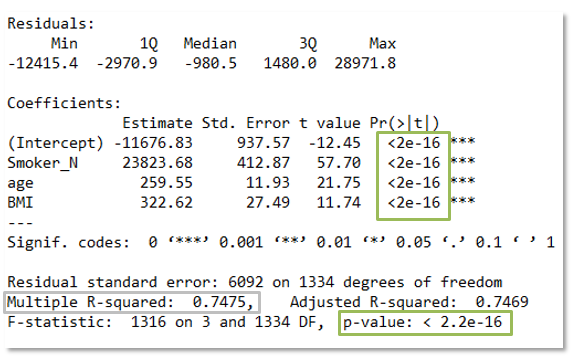 Residuals:
Min 1Q Median 3Q Max
-12415.4 -2970.9 -980.5 1480.0 28971.8
Coefficients:
Estimate Std. Error t value Pr(>|t|)
(Intercept) -11676.83 937.57 -12.45 <2e-16 ***
Smoker_N 23823.68 412.87 57.70 <2e-16 ***
age 259.55 11.93 21.75 <2e-16 ***
BMI 322.62 27.49 11.74 <2e-16 ***
---
Signif. codes: 0 ‘***’ 0.001 ‘**’ 0.01 ‘*’ 0.05 ‘.’ 0.1 ‘ ’ 1
Residual standard error: 6092 on 1334 degrees of freedom
Multiple R-squared: 0.7475, Adjusted R-squared: 0.7469
F-statistic: 1316 on 3 and 1334 DF, p-value: < 2.2e-16